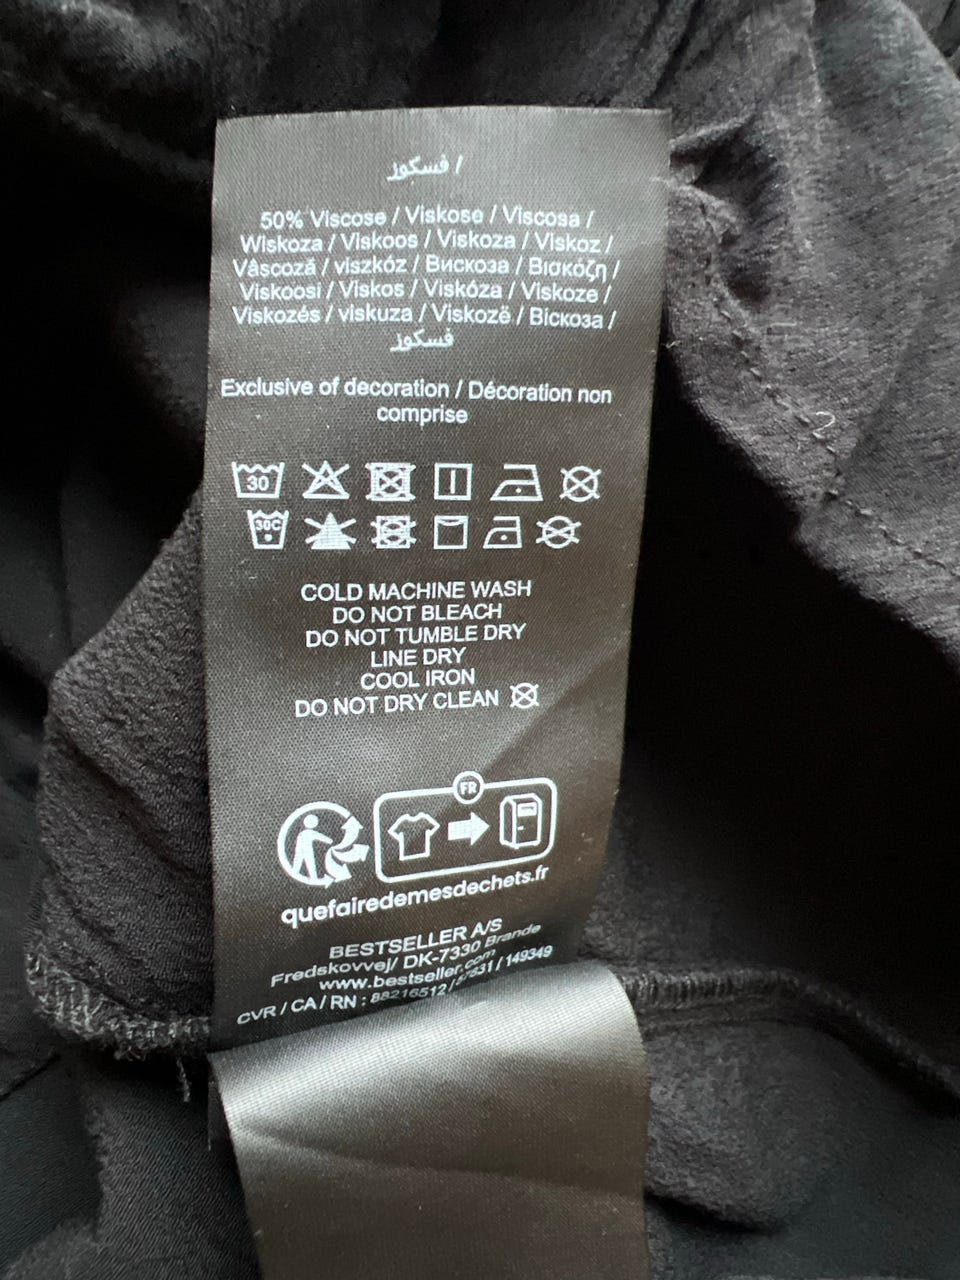 / فسكوز
50% Viscose / Viskose / Viscosa /
Wiskoza / Viskoos / Viskoza / Viskoz /
Vâscoză / viszkóz / Вискоза / Βισκόζη /
Viskoosi / Viskos / Viskóza / Viskoze /
Viskozės / viskuza / Viskozë / Віскоза /
فسكوز
Exclusive of decoration / Décoration non
comprise
30
30C
COLD MACHINE WASH
DO NOT BLEACH
DO NOT TUMBLE DRY
LINE DRY
COOL IRON
DO NOT DRY CLEAN
FR
quefairedemesdechets.fr
BESTSELLER A/S
Fredskovvej/ DK-7330 Brande
www.bestseller.com
CVR / CA / RN : 88216512 / 57631 / 149349